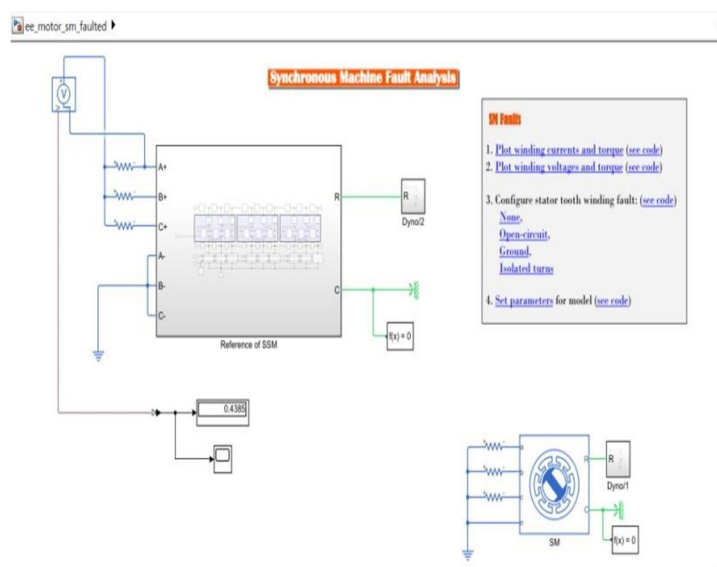 ee_motor_sm_faulted
Synchronous Machine Fault Analysis
V
A+
B+
C+
A-
B-
C-
R
C
R
Dyno/2
f(x) = 0
Reference of SSM
0.4385
SM Faults
1. Plot winding currents and torque (see code)
2. Plot winding voltages and torque (see code)
3. Configure stator tooth winding fault: (see code)
None,
Open-circuit,
Ground,
Isolated turns
4. Set parameters for model (see code)
R
C
R
Dyno/1
f(x) = 0
SM